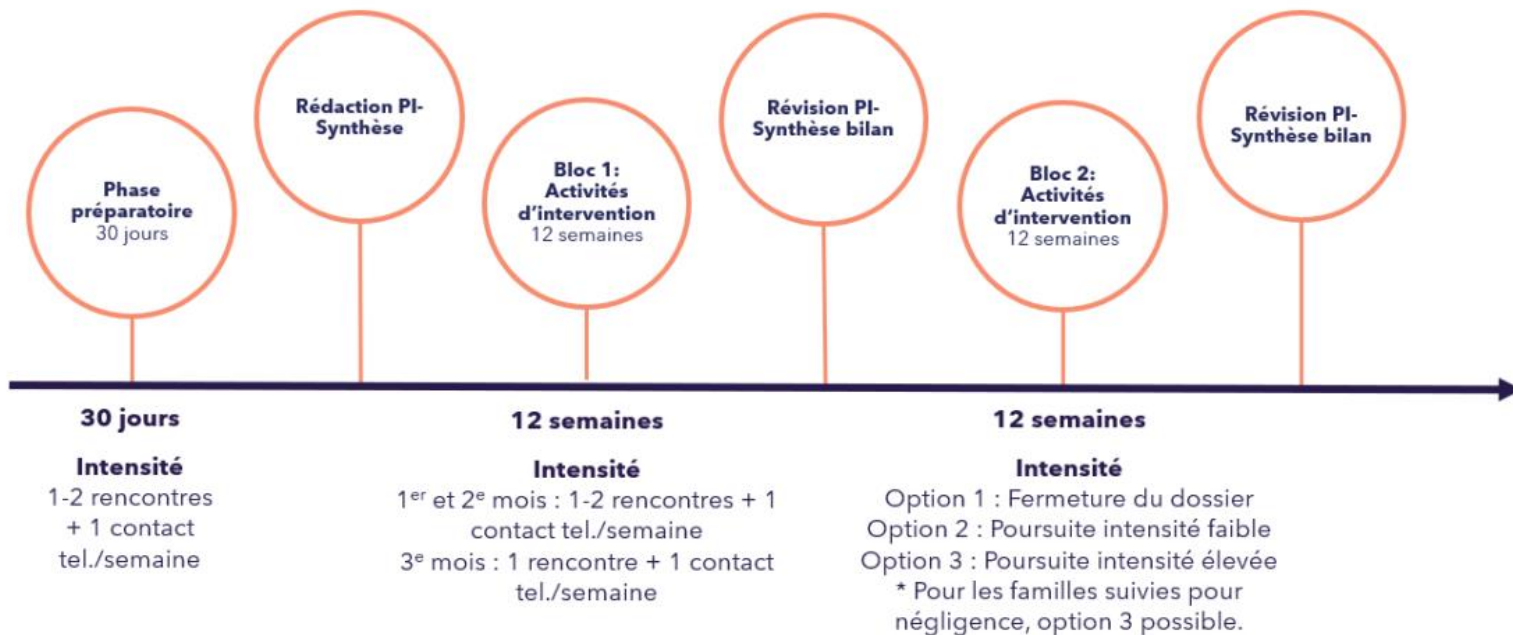 Phase
préparatoire
30 jours
Rédaction PI-
Synthèse
Bloc 1:
Activités
d'intervention
12 semaines
Révision PI-
Synthèse bilan
Bloc 2:
Activités
d'intervention
12 semaines
Révision PI-
Synthèse bilan
30 jours
Intensité
1-2 rencontres
+ 1 contact
tel./semaine
12 semaines
Intensité
1er et 2e mois : 1-2 rencontres + 1
contact tel./semaine
3e mois : 1 rencontre + 1 contact
tel./semaine
12 semaines
Intensité
Option 1 : Fermeture du dossier
Option 2 : Poursuite intensité faible
Option 3 : Poursuite intensité élevée
* Pour les familles suivies pour
négligence, option 3 possible.